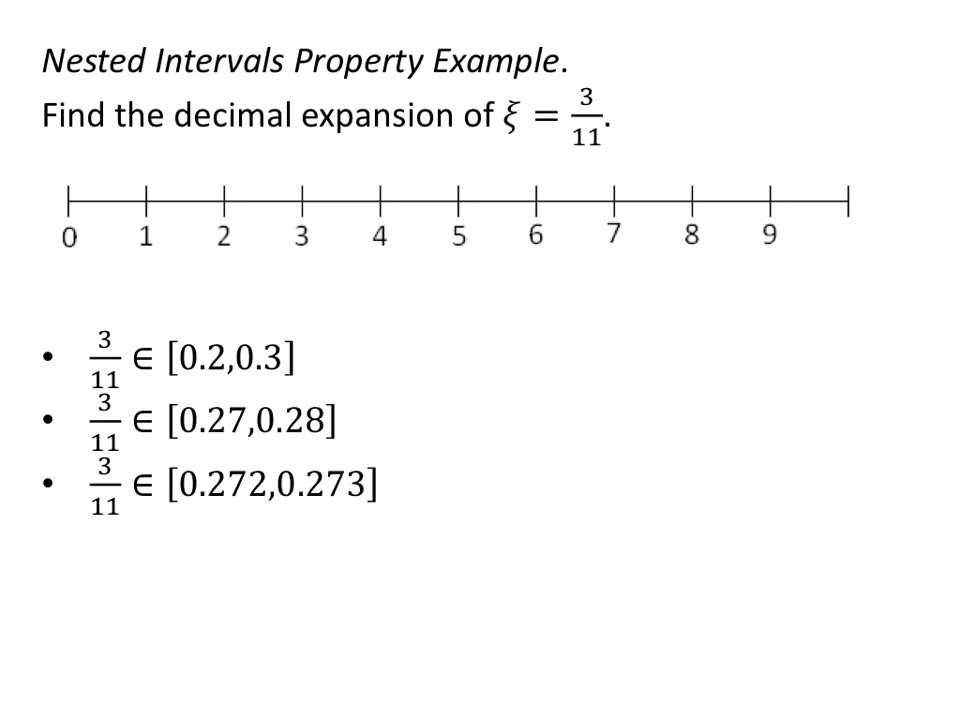 Nested Intervals Property Example.
Find the decimal expansion of ξ = 3/11.
0 1 2 3 4 5 6 7 8 9
• 3/11 ∈ [0.2,0.3]
• 3/11 ∈ [0.27,0.28]
• 3/11 ∈ [0.272,0.273]